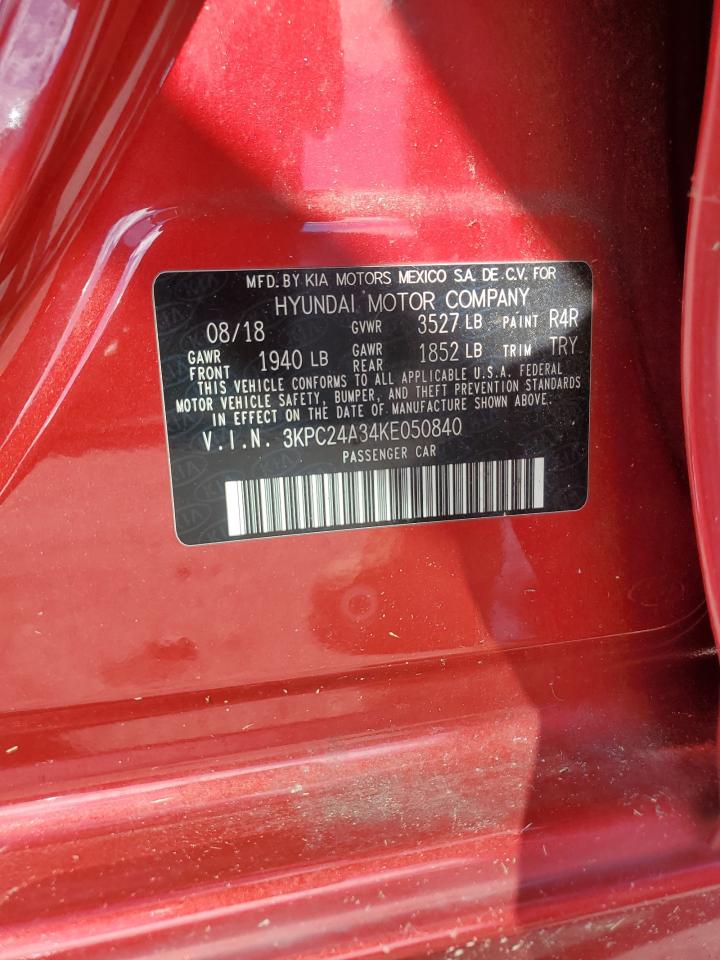 MFD. BY KIA MOTORS MEXICO S.A. DE. C.V. FOR
HYUNDAI MOTOR COMPANY
08/18 GVWR 3527 LB PAINT R4R
GAWR FRONT 1940 LB GAWR REAR 1852 LB TRIM TRY
THIS VEHICLE CONFORMS TO ALL APPLICABLE U.S.A. FEDERAL
MOTOR VEHICLE SAFETY, BUMPER, AND THEFT PREVENTION STANDARDS
IN EFFECT ON THE DATE OF MANUFACTURE SHOWN ABOVE.
V.I.N. 3KPC24A34KE050840
PASSENGER CAR